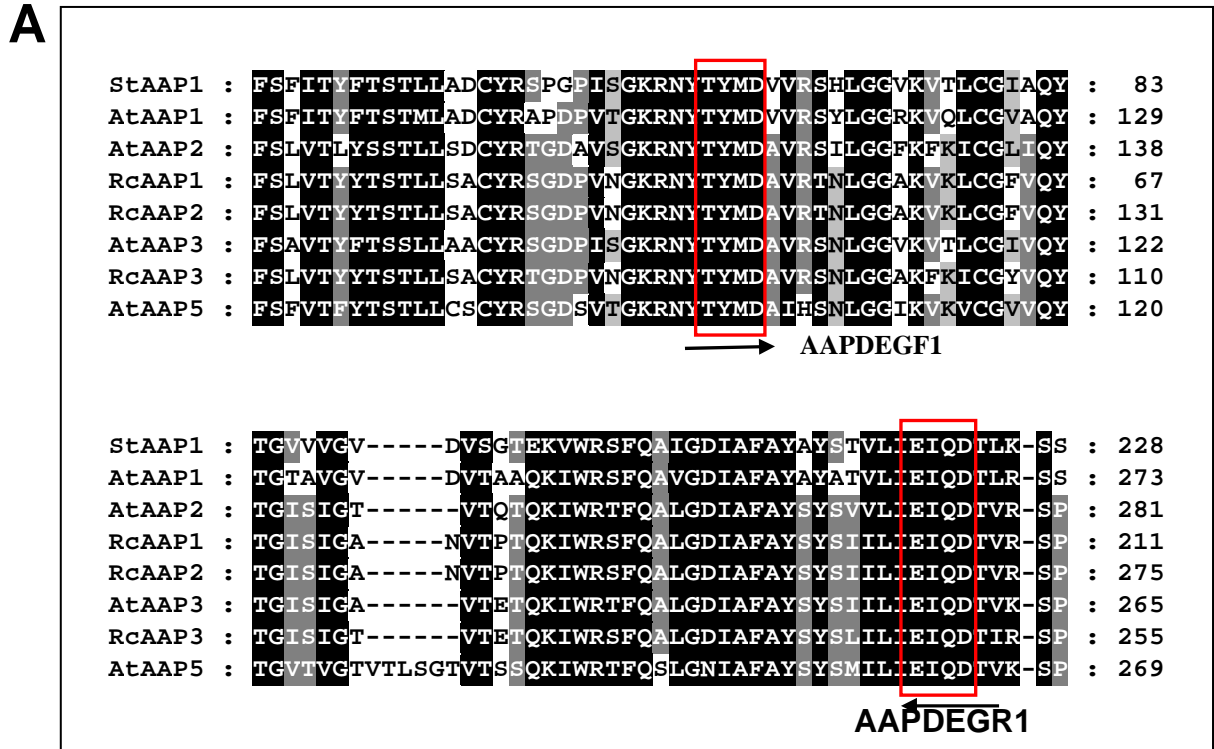 A
StAAP1 : FSFITYFTSTLLADCYRSPGPISGKRNYTYMDVVRSHLGGVKVTLCGIAQY : 83
AtAAP1 : FSFITYFTSTMLADCYRAPDPVTGKRNYTYMDVVRSYLGGRKVQLCGVAQY : 129
AtAAP2 : FSLVTLYSSTLLSDCYRTGDAVSGKRNYTYMDAVRSILGGFKFKICGLIQY : 138
RcAAP1 : FSLVTYYTSTLLSACYRSGDPVNGKRNYTYMDAVRTNLGGAKVKLCGFVQY : 67
RcAAP2 : FSLVTYYTSTLLSACYRSGDPVNGKRNYTYMDAVRTNLGGAKVKLCGFVQY : 131
AtAAP3 : FSAVTYFTSSLLAACYRSGDPISGKRNYTYMDAVRSNLGGVKVTLCGIVQY : 122
RcAAP3 : FSLVTYYTSTLLSACYRTGDPVNGKRNYTYMDAVRSNLGGAKFKICGYVQY : 110
AtAAP5 : FSFVTFYTSTLLCSCYRSGDSVTGKRNYTYMDAIHSNLGGIKVKVCGVVQY : 120
AAPDEGF1
StAAP1 : TGVVVGV-----DVSGTEKVWRSFQAIGDIAFAYAYSTVLIEIQDTLK-SS : 228
AtAAP1 : TGTAVGV-----DVTAAQKIWRSFQAVGDIAFAYAYATVLIEIQDTLR-SS : 273
AtAAP2 : TGISIGT------VTQTQKIWRTFQALGDIAFAYSYSVVLIEIQDTVR-SP : 281
RcAAP1 : TGISIGA-----NVTPTQKIWRSFQALGDIAFAYSYSIILIEIQDTVR-SP : 211
RcAAP2 : TGISIGA-----NVTPTQKIWRSFQALGDIAFAYSYSIILIEIQDTVR-SP : 275
AtAAP3 : TGISIGA------VTETQKIWRTFQALGDIAFAYSYSIILIEIQDTVK-SP : 265
RcAAP3 : TGISIGT------VTETQKIWRSFQALGDIAFAYSYSLILIEIQDTIR-SP : 255
AtAAP5 : TGVTVGTVTLSGTVTSSQKIWRTFQSLGNIAFAYSYSMILIEIQDTVK-SP : 269
AAPDEGR1